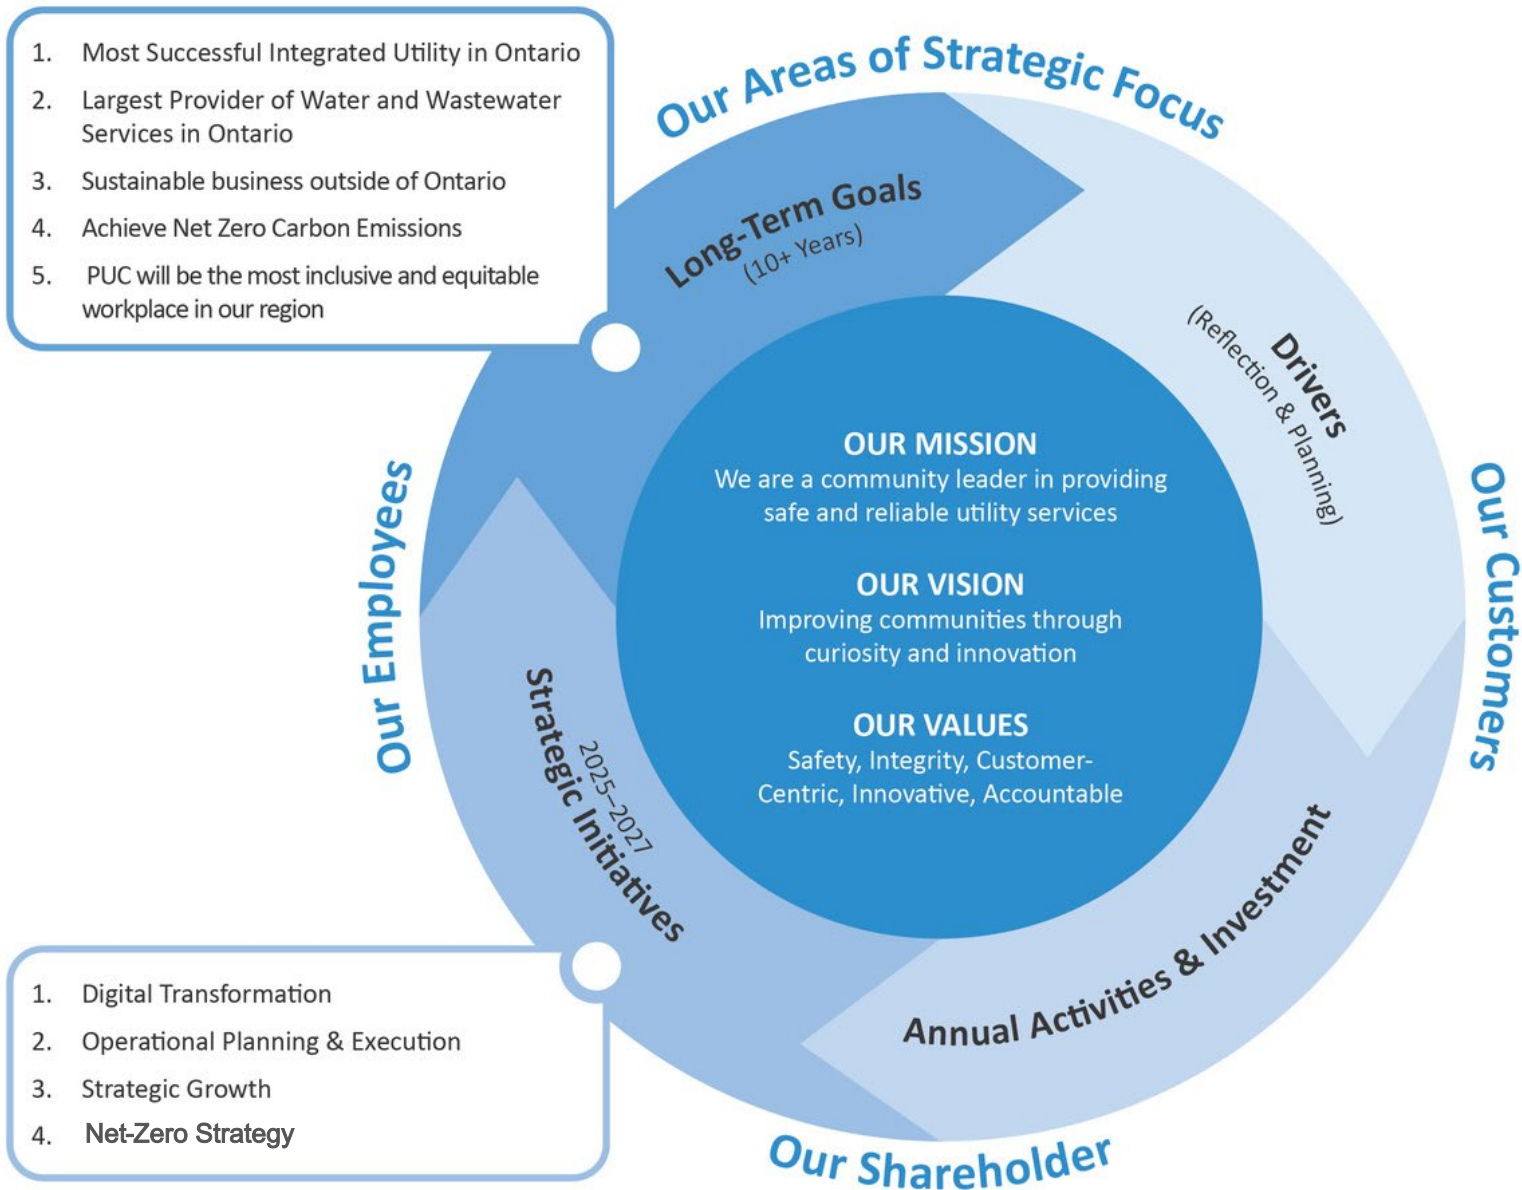 1. Most Successful Integrated Utility in Ontario
2. Largest Provider of Water and Wastewater
Services in Ontario
3. Sustainable business outside of Ontario
4. Achieve Net Zero Carbon Emissions
5. PUC will be the most inclusive and equitable
workplace in our region
Our Areas of Strategic Focus
Long-Term Goals
(10+ Years)
Drivers
(Reflection & Planning)
Our Customers
Our Employees
OUR MISSION
We are a community leader in providing
safe and reliable utility services
OUR VISION
Improving communities through
curiosity and innovation
OUR VALUES
Safety, Integrity, Customer-
Centric, Innovative, Accountable
Strategic Initiatives
2025–2027
Annual Activities & Investment
1. Digital Transformation
2. Operational Planning & Execution
3. Strategic Growth
4. Net-Zero Strategy
Our Shareholder